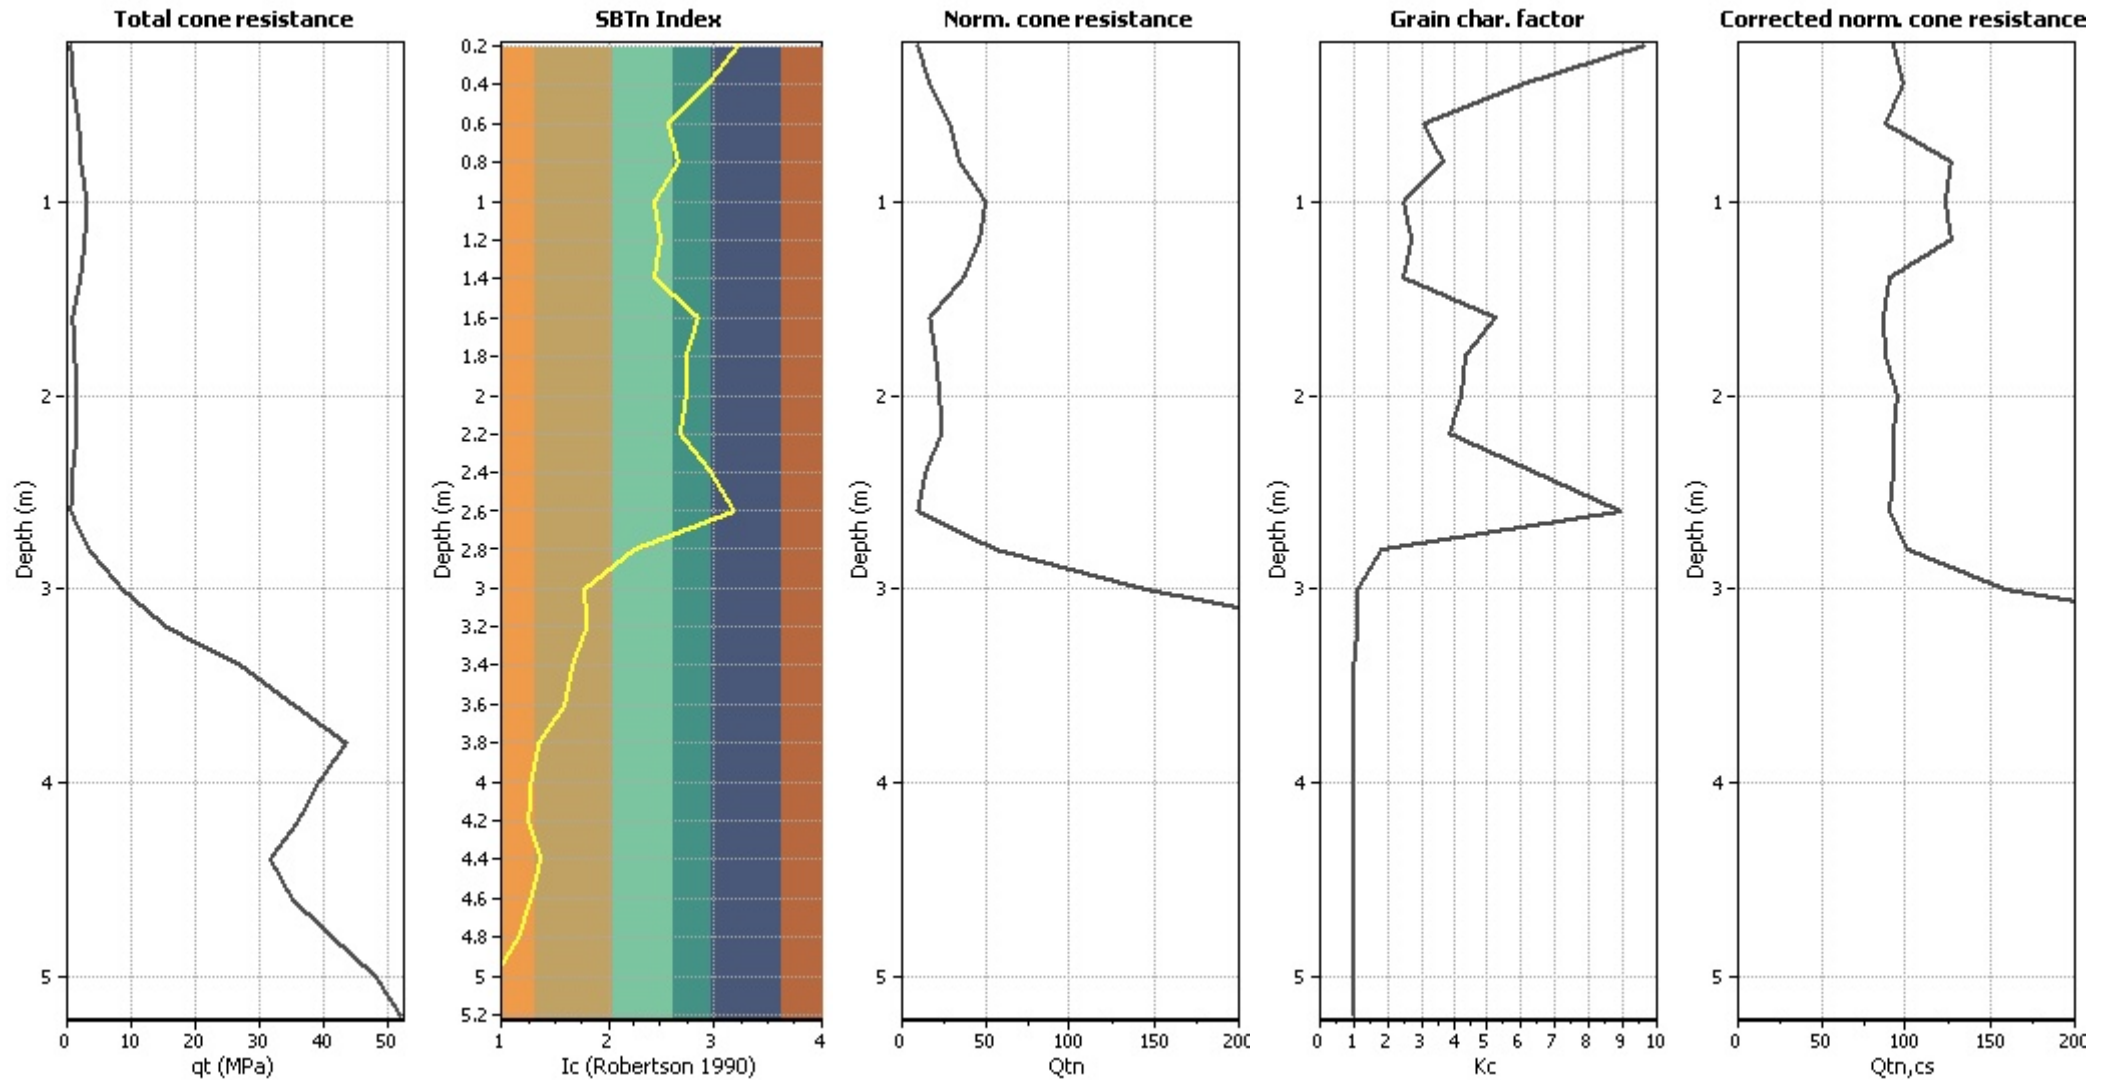 Total cone resistance
SBTn Index
Norm. cone resistance
Grain char. factor
Corrected norm. cone resistance
Depth (m)
1
2
3
4
5
0 10 20 30 40 50
qt (MPa)
Depth (m)
0.2
0.4
0.6
0.8
1
1.2
1.4
1.6
1.8
2
2.2
2.4
2.6
2.8
3
3.2
3.4
3.6
3.8
4
4.2
4.4
4.6
4.8
5
5.2
1 2 3 4
Ic (Robertson 1990)
Depth (m)
1
2
3
4
5
0 50 100 150 200
Qtn
Depth (m)
1
2
3
4
5
0 1 2 3 4 5 6 7 8 9 10
Kc
Depth (m)
1
2
3
4
5
0 50 100 150 200
Qtn,cs